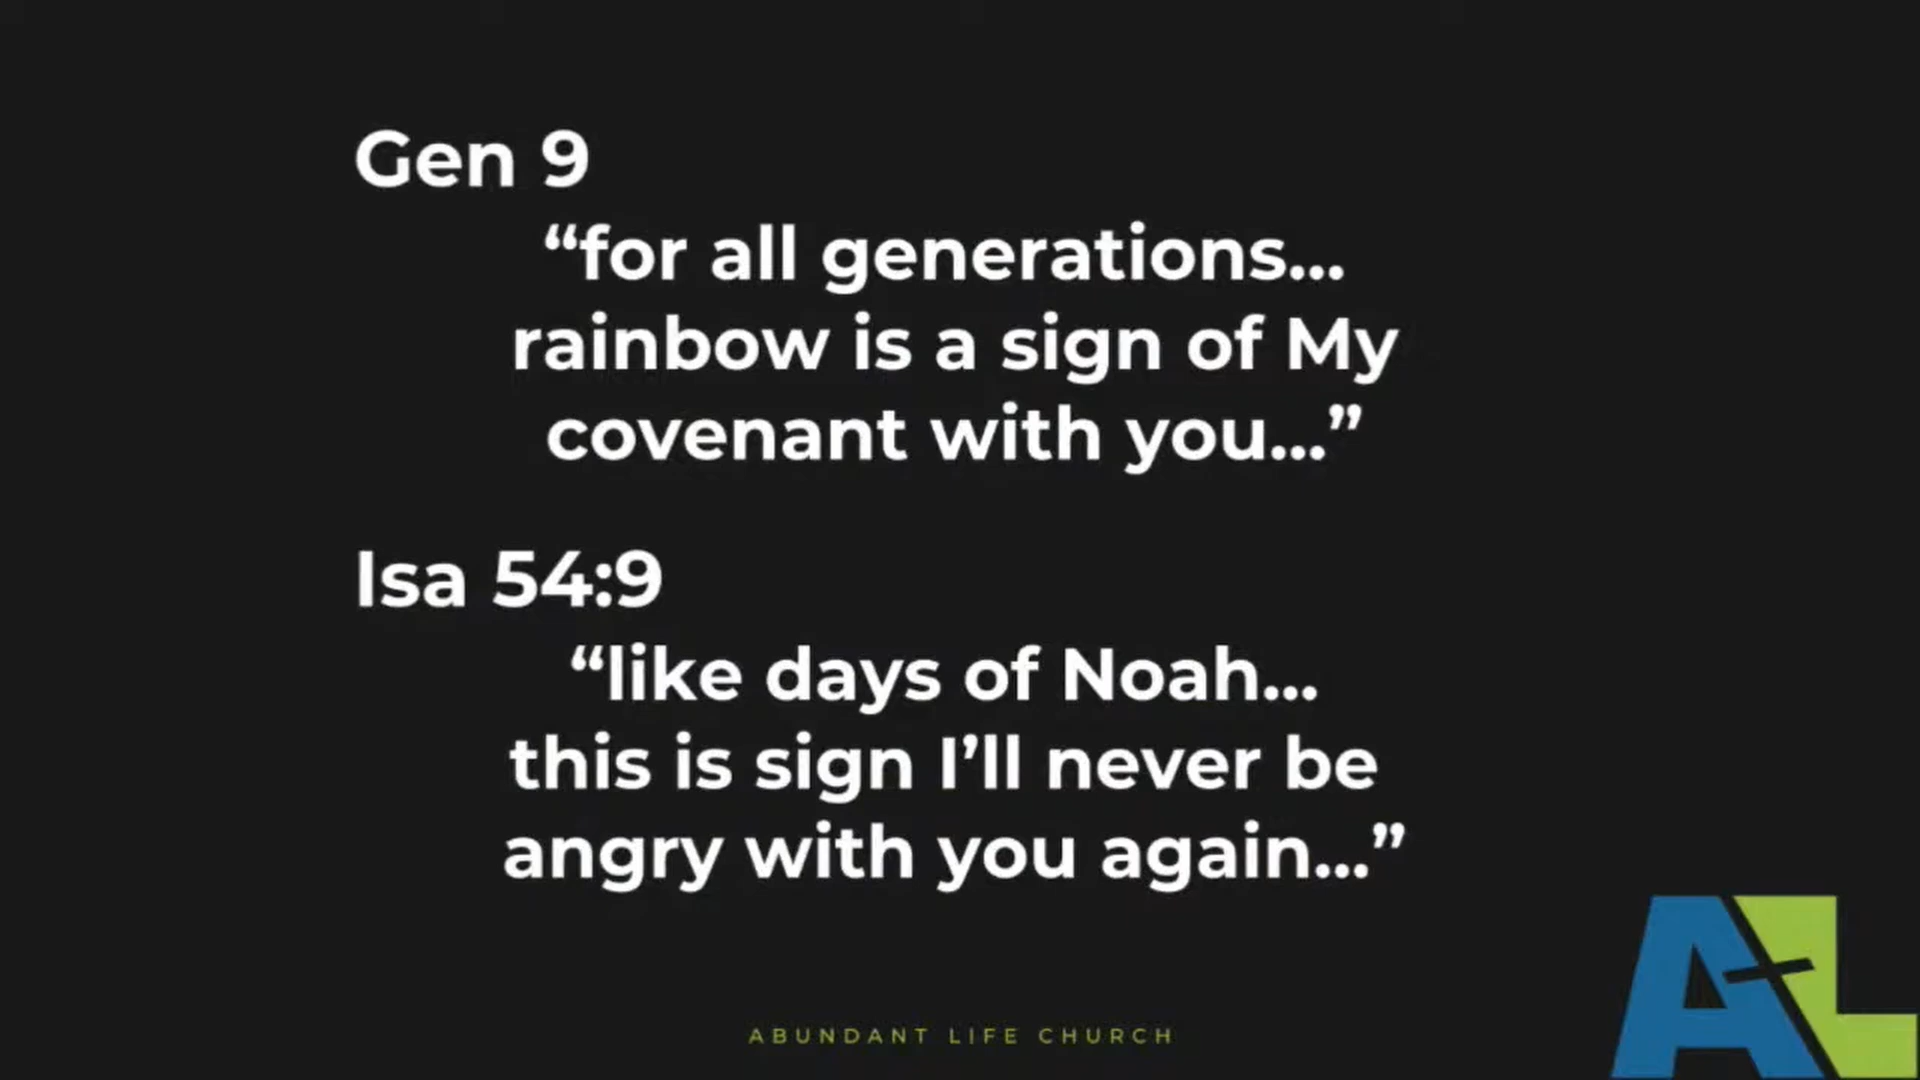 Gen 9
“for all generations...
rainbow is a sign of My
covenant with you...”
Isa 54:9
“like days of Noah...
this is sign I’ll never be
angry with you again...”
ABUNDANT LIFE CHURCH
AL